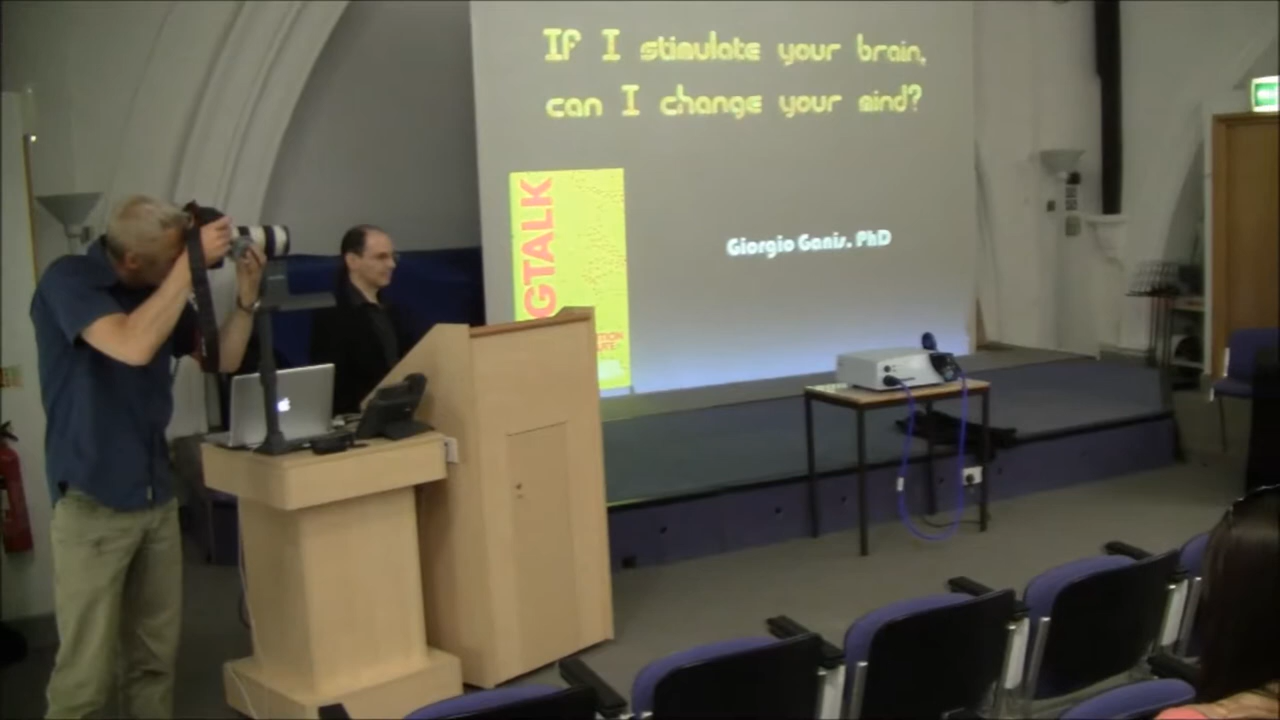 If I stimulate your brain,
can I change your mind?
GTALK
Giorgio Ganis, PhD